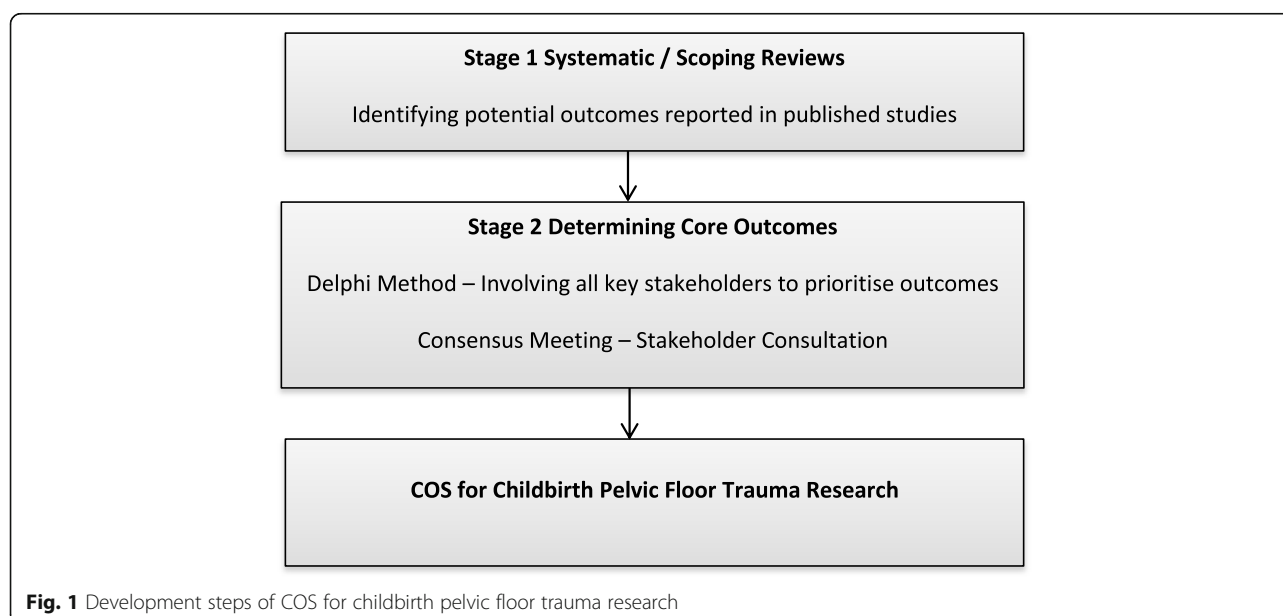 Stage 1 Systematic / Scoping Reviews
Identifying potential outcomes reported in published studies
Stage 2 Determining Core Outcomes
Delphi Method – Involving all key stakeholders to prioritise outcomes
Consensus Meeting – Stakeholder Consultation
COS for Childbirth Pelvic Floor Trauma Research
Fig. 1 Development steps of COS for childbirth pelvic floor trauma research